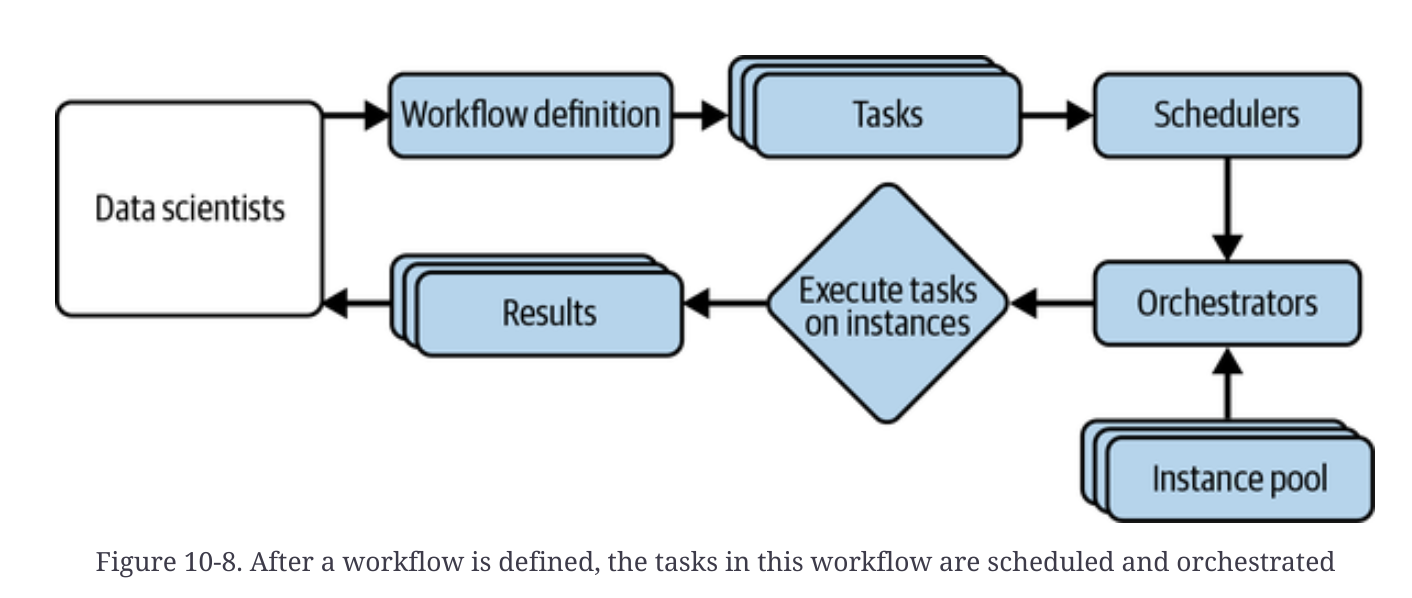 Workflow definition
Tasks
Schedulers
Data scientists
Execute tasks
on instances
Results
Orchestrators
Instance pool
Figure 10-8. After a workflow is defined, the tasks in this workflow are scheduled and orchestrated